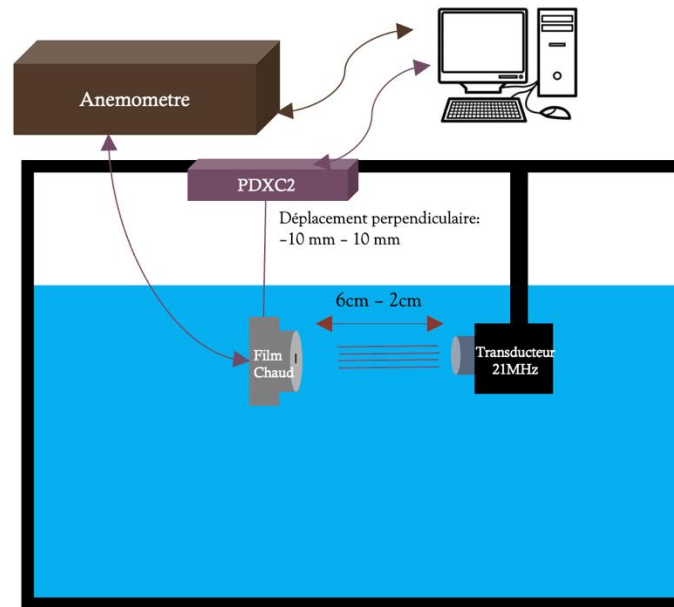 Anemometre
PDXC2
Déplacement perpendiculaire:
-10 mm – 10 mm
6cm – 2cm
Film
Chaud
Transducteur
21MHz